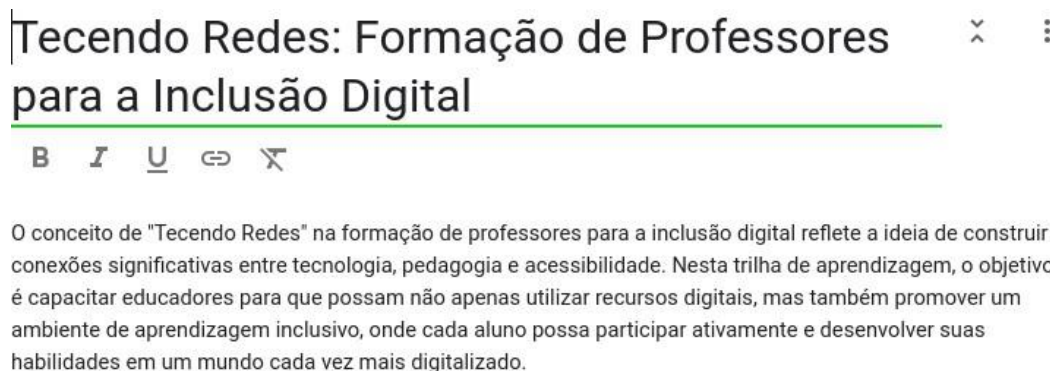 Tecendo Redes: Formação de Professores
para a Inclusão Digital
B I U
O conceito de "Tecendo Redes" na formação de professores para a inclusão digital reflete a ideia de construir
conexões significativas entre tecnologia, pedagogia e acessibilidade. Nesta trilha de aprendizagem, o objetivo
é capacitar educadores para que possam não apenas utilizar recursos digitais, mas também promover um
ambiente de aprendizagem inclusivo, onde cada aluno possa participar ativamente e desenvolver suas
habilidades em um mundo cada vez mais digitalizado.